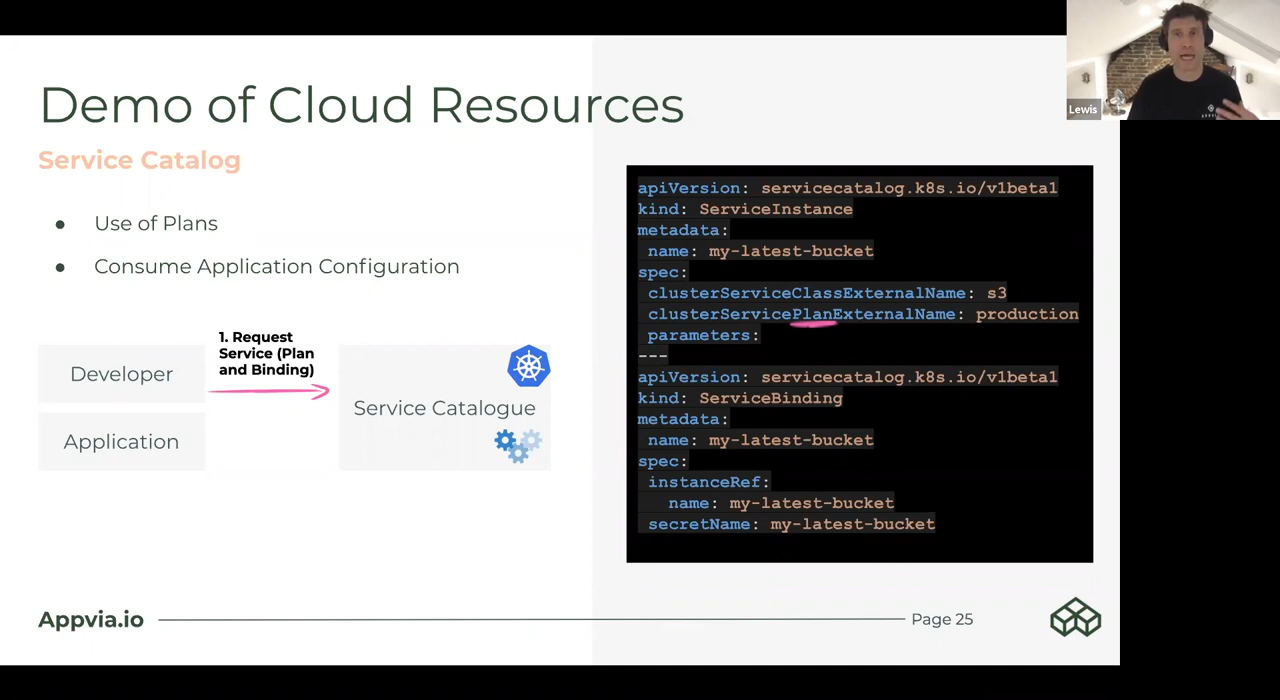 Demo of Cloud Resources
Service Catalog
● Use of Plans
● Consume Application Configuration
1. Request
Service (Plan
and Binding)
Developer
Application
Service Catalogue
apiVersion: servicecatalog.k8s.io/v1beta1
kind: ServiceInstance
metadata:
name: my-latest-bucket
spec:
clusterServiceClassExternalName: s3
clusterServicePlanExternalName: production
parameters:
---
apiVersion: servicecatalog.k8s.io/v1beta1
kind: ServiceBinding
metadata:
name: my-latest-bucket
spec:
instanceRef:
name: my-latest-bucket
secretName: my-latest-bucket
Appvia.io
Page 25
Lewis